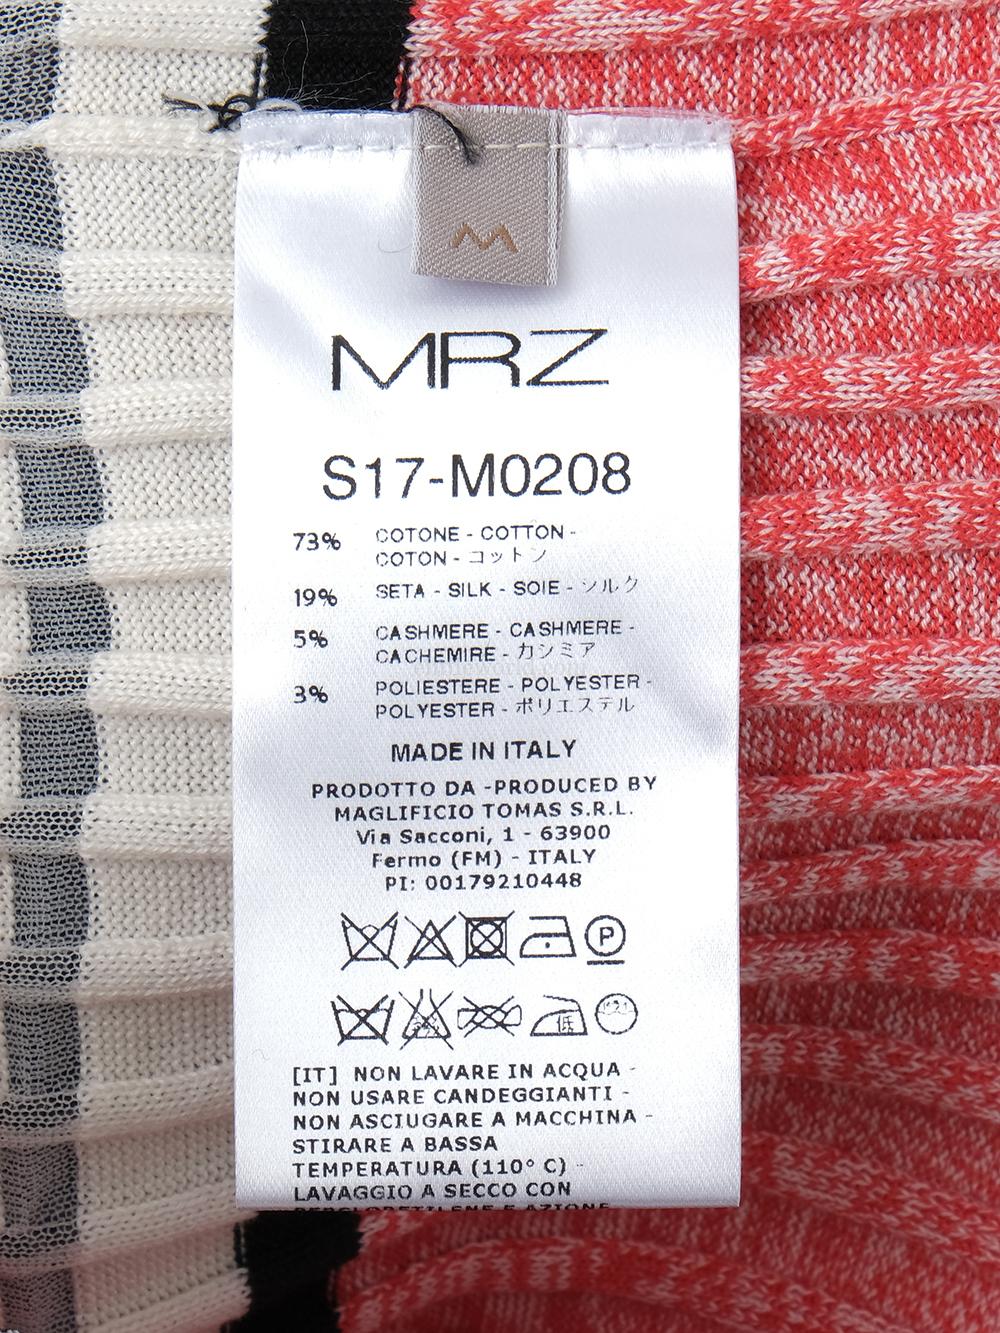 M
MRZ
S17-M0208
73% COTONE - COTTON -
COTON - コットン
19% SETA - SILK - SOIE - シルク
5% CASHMERE - CASHMERE -
CACHEMIRE - カシミア
3% POLIESTERE - POLYESTER -
POLYESTER - ポリエステル
MADE IN ITALY
PRODOTTO DA -PRODUCED BY
MAGLIFICIO TOMAS S.R.L.
Via Sacconi, 1 - 63900
Fermo (FM) - ITALY
PI: 00179210448
P
低
[IT] NON LAVARE IN ACQUA -
NON USARE CANDEGGIANTI -
NON ASCIUGARE A MACCHINA -
STIRARE A BASSA
TEMPERATURA (110° C) -
LAVAGGIO A SECCO CON
PERCLORETILENE E AZIONE